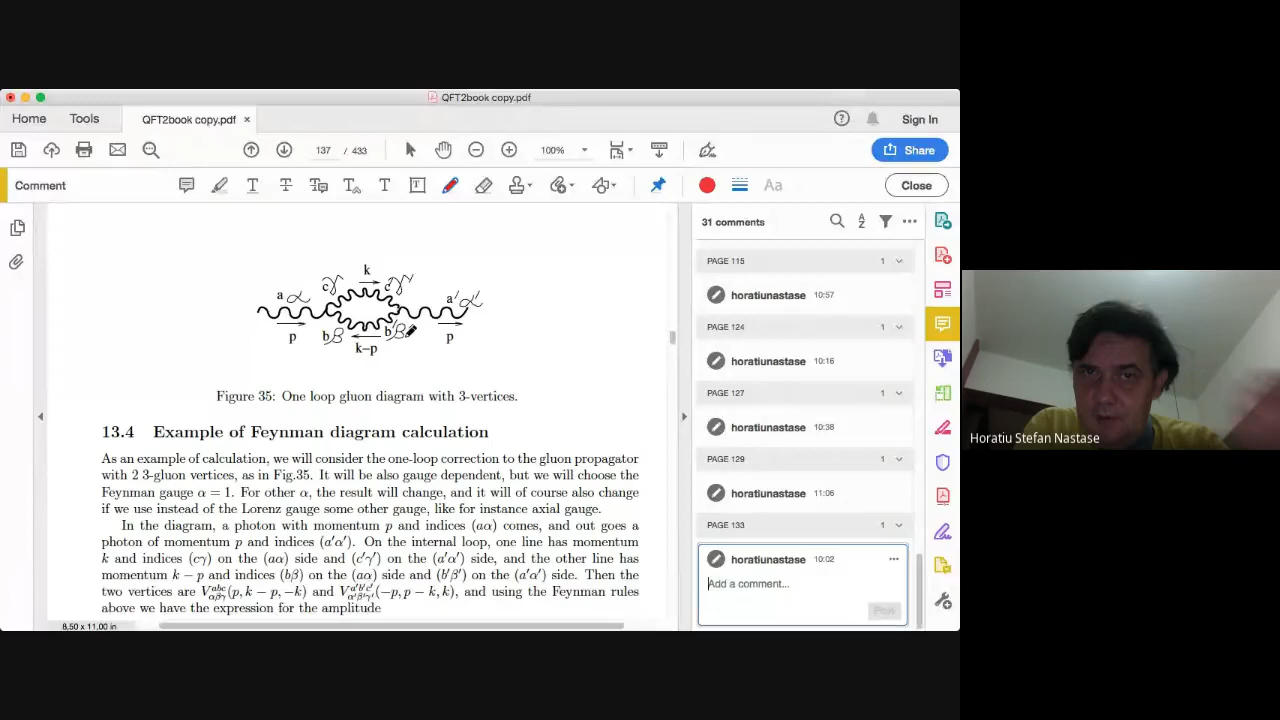 QFT2book copy.pdf
Home Tools QFT2book copy.pdf × Sign In
137 / 433 100% Share
Comment Aa Close
31 comments
PAGE 115 1
horatiunastase 10:57
PAGE 124 1
horatiunastase 10:16
PAGE 127 1
horatiunastase 10:38
PAGE 129 1
horatiunastase 11:06
PAGE 133 1
horatiunastase 10:02
Add a comment...
Post
k
cγ c'γ'
a α a' α'
p bβ b'β p
k−p
Figure 35: One loop gluon diagram with 3-vertices.
13.4 Example of Feynman diagram calculation
As an example of calculation, we will consider the one-loop correction to the gluon propagator
with 2 3-gluon vertices, as in Fig.35. It will be also gauge dependent, but we will choose the
Feynman gauge α = 1. For other α, the result will change, and it will of course also change
if we use instead of the Lorenz gauge some other gauge, like for instance axial gauge.
In the diagram, a photon with momentum p and indices (aα) comes, and out goes a
photon of momentum p and indices (a′α′). On the internal loop, one line has momentum
k and indices (cγ) on the (aα) side and (c′γ′) on the (a′α′) side, and the other line has
momentum k − p and indices (bβ) on the (aα) side and (b′β′) on the (a′α′) side. Then the
two vertices are V^{abc}_{αβγ}(p, k − p, −k) and V^{a′b′c′}_{α′β′γ′}(−p, p − k, k), and using the Feynman rules
above we have the expression for the amplitude
8,50 x 11,00 in
Horatiu Stefan Nastase